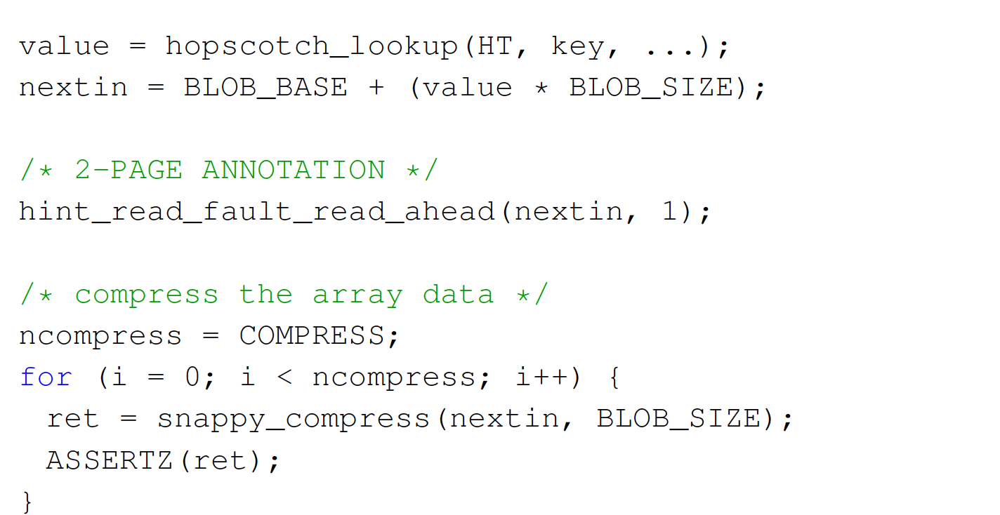 value = hopscotch_lookup(HT, key, ...);
nextin = BLOB_BASE + (value * BLOB_SIZE);
/* 2-PAGE ANNOTATION */
hint_read_fault_read_ahead(nextin, 1);
/* compress the array data */
ncompress = COMPRESS;
for (i = 0; i < ncompress; i++) {
  ret = snappy_compress(nextin, BLOB_SIZE);
  ASSERTZ(ret);
}